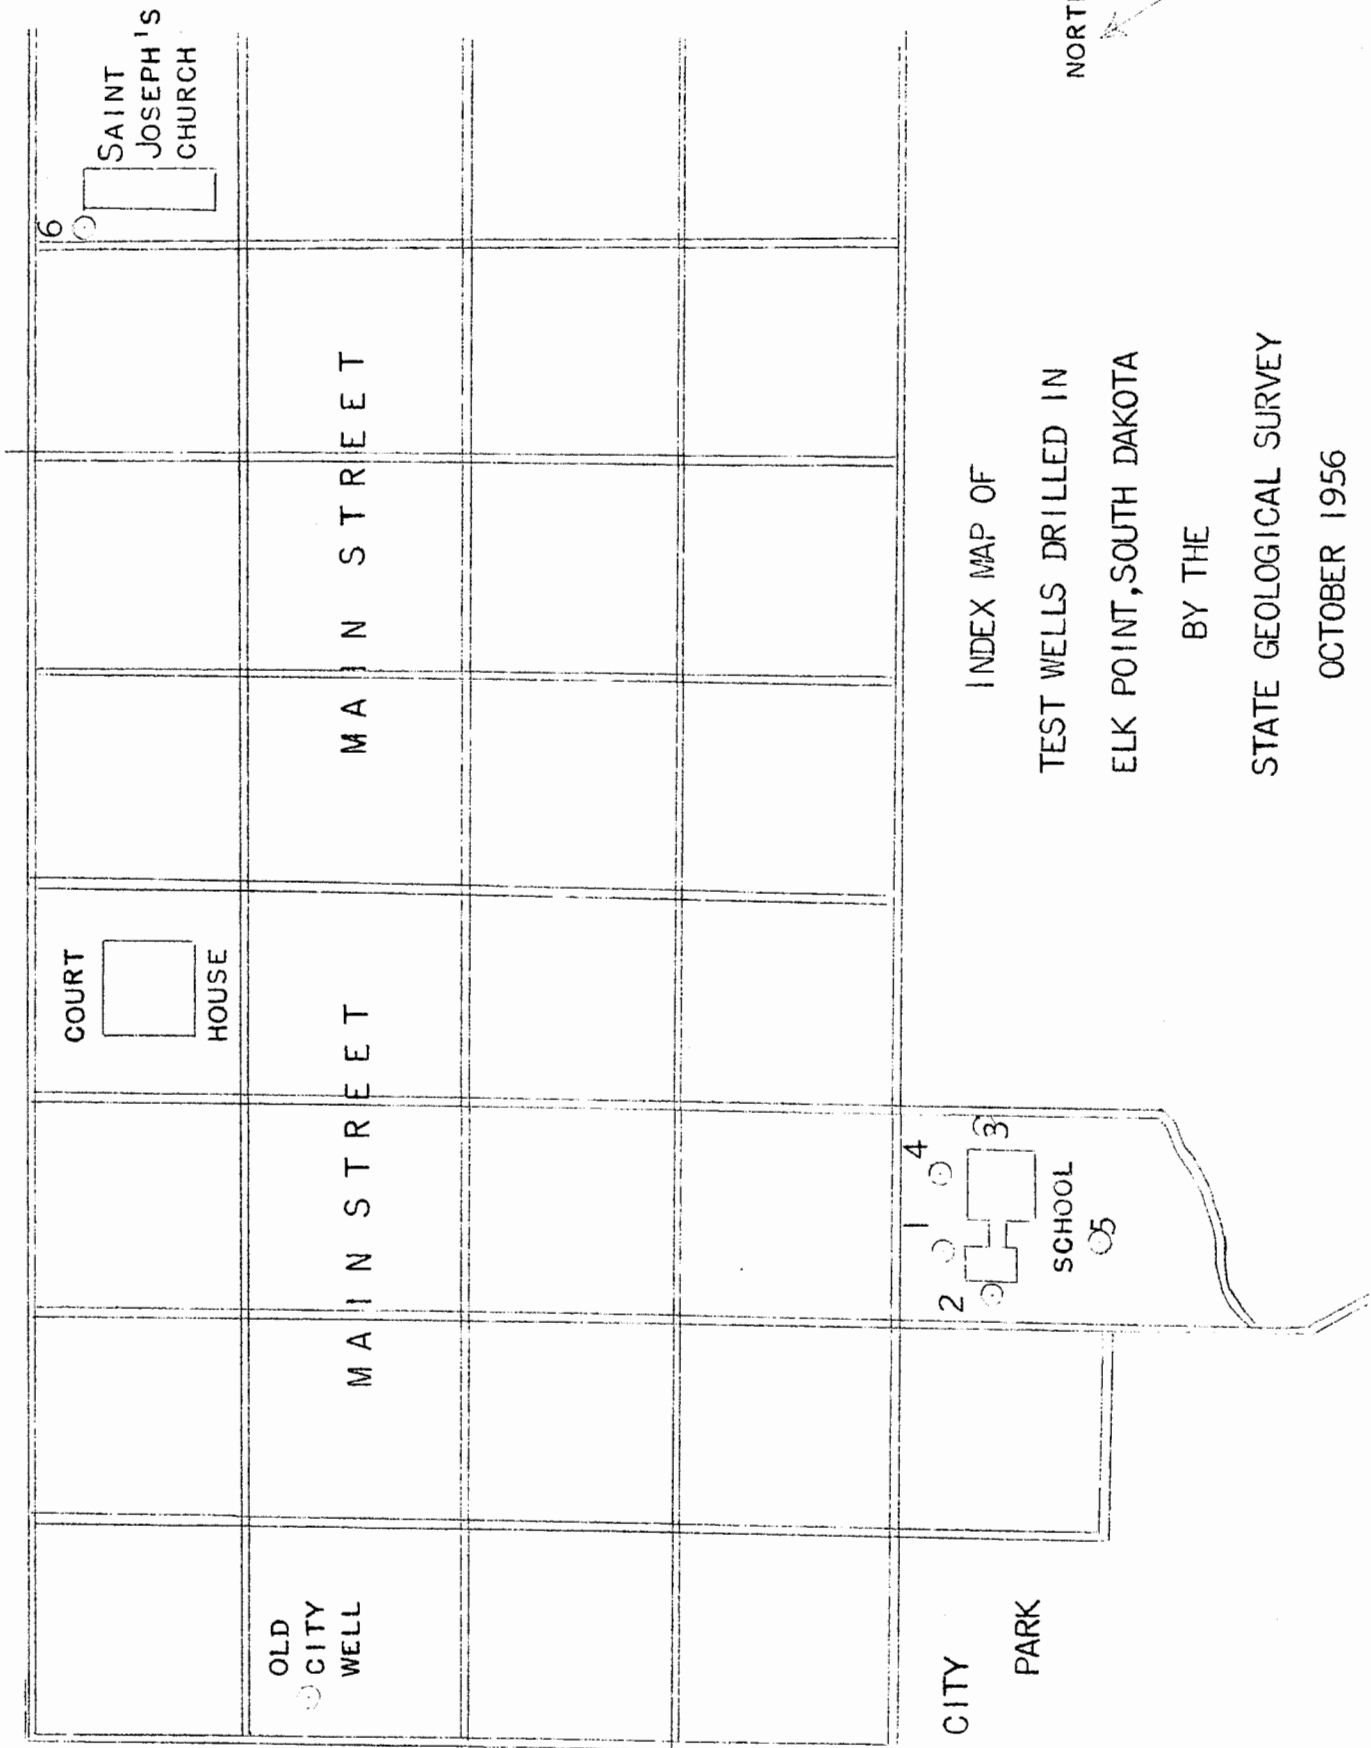 SAINT
JOSEPH'S
CHURCH
6
COURT
HOUSE
MAIN STREET
MAIN STREET
OLD
CITY
WELL
1
2
3
4
5
SCHOOL
CITY
PARK
INDEX MAP OF
TEST WELLS DRILLED IN
ELK POINT, SOUTH DAKOTA
BY THE
STATE GEOLOGICAL SURVEY
OCTOBER 1956